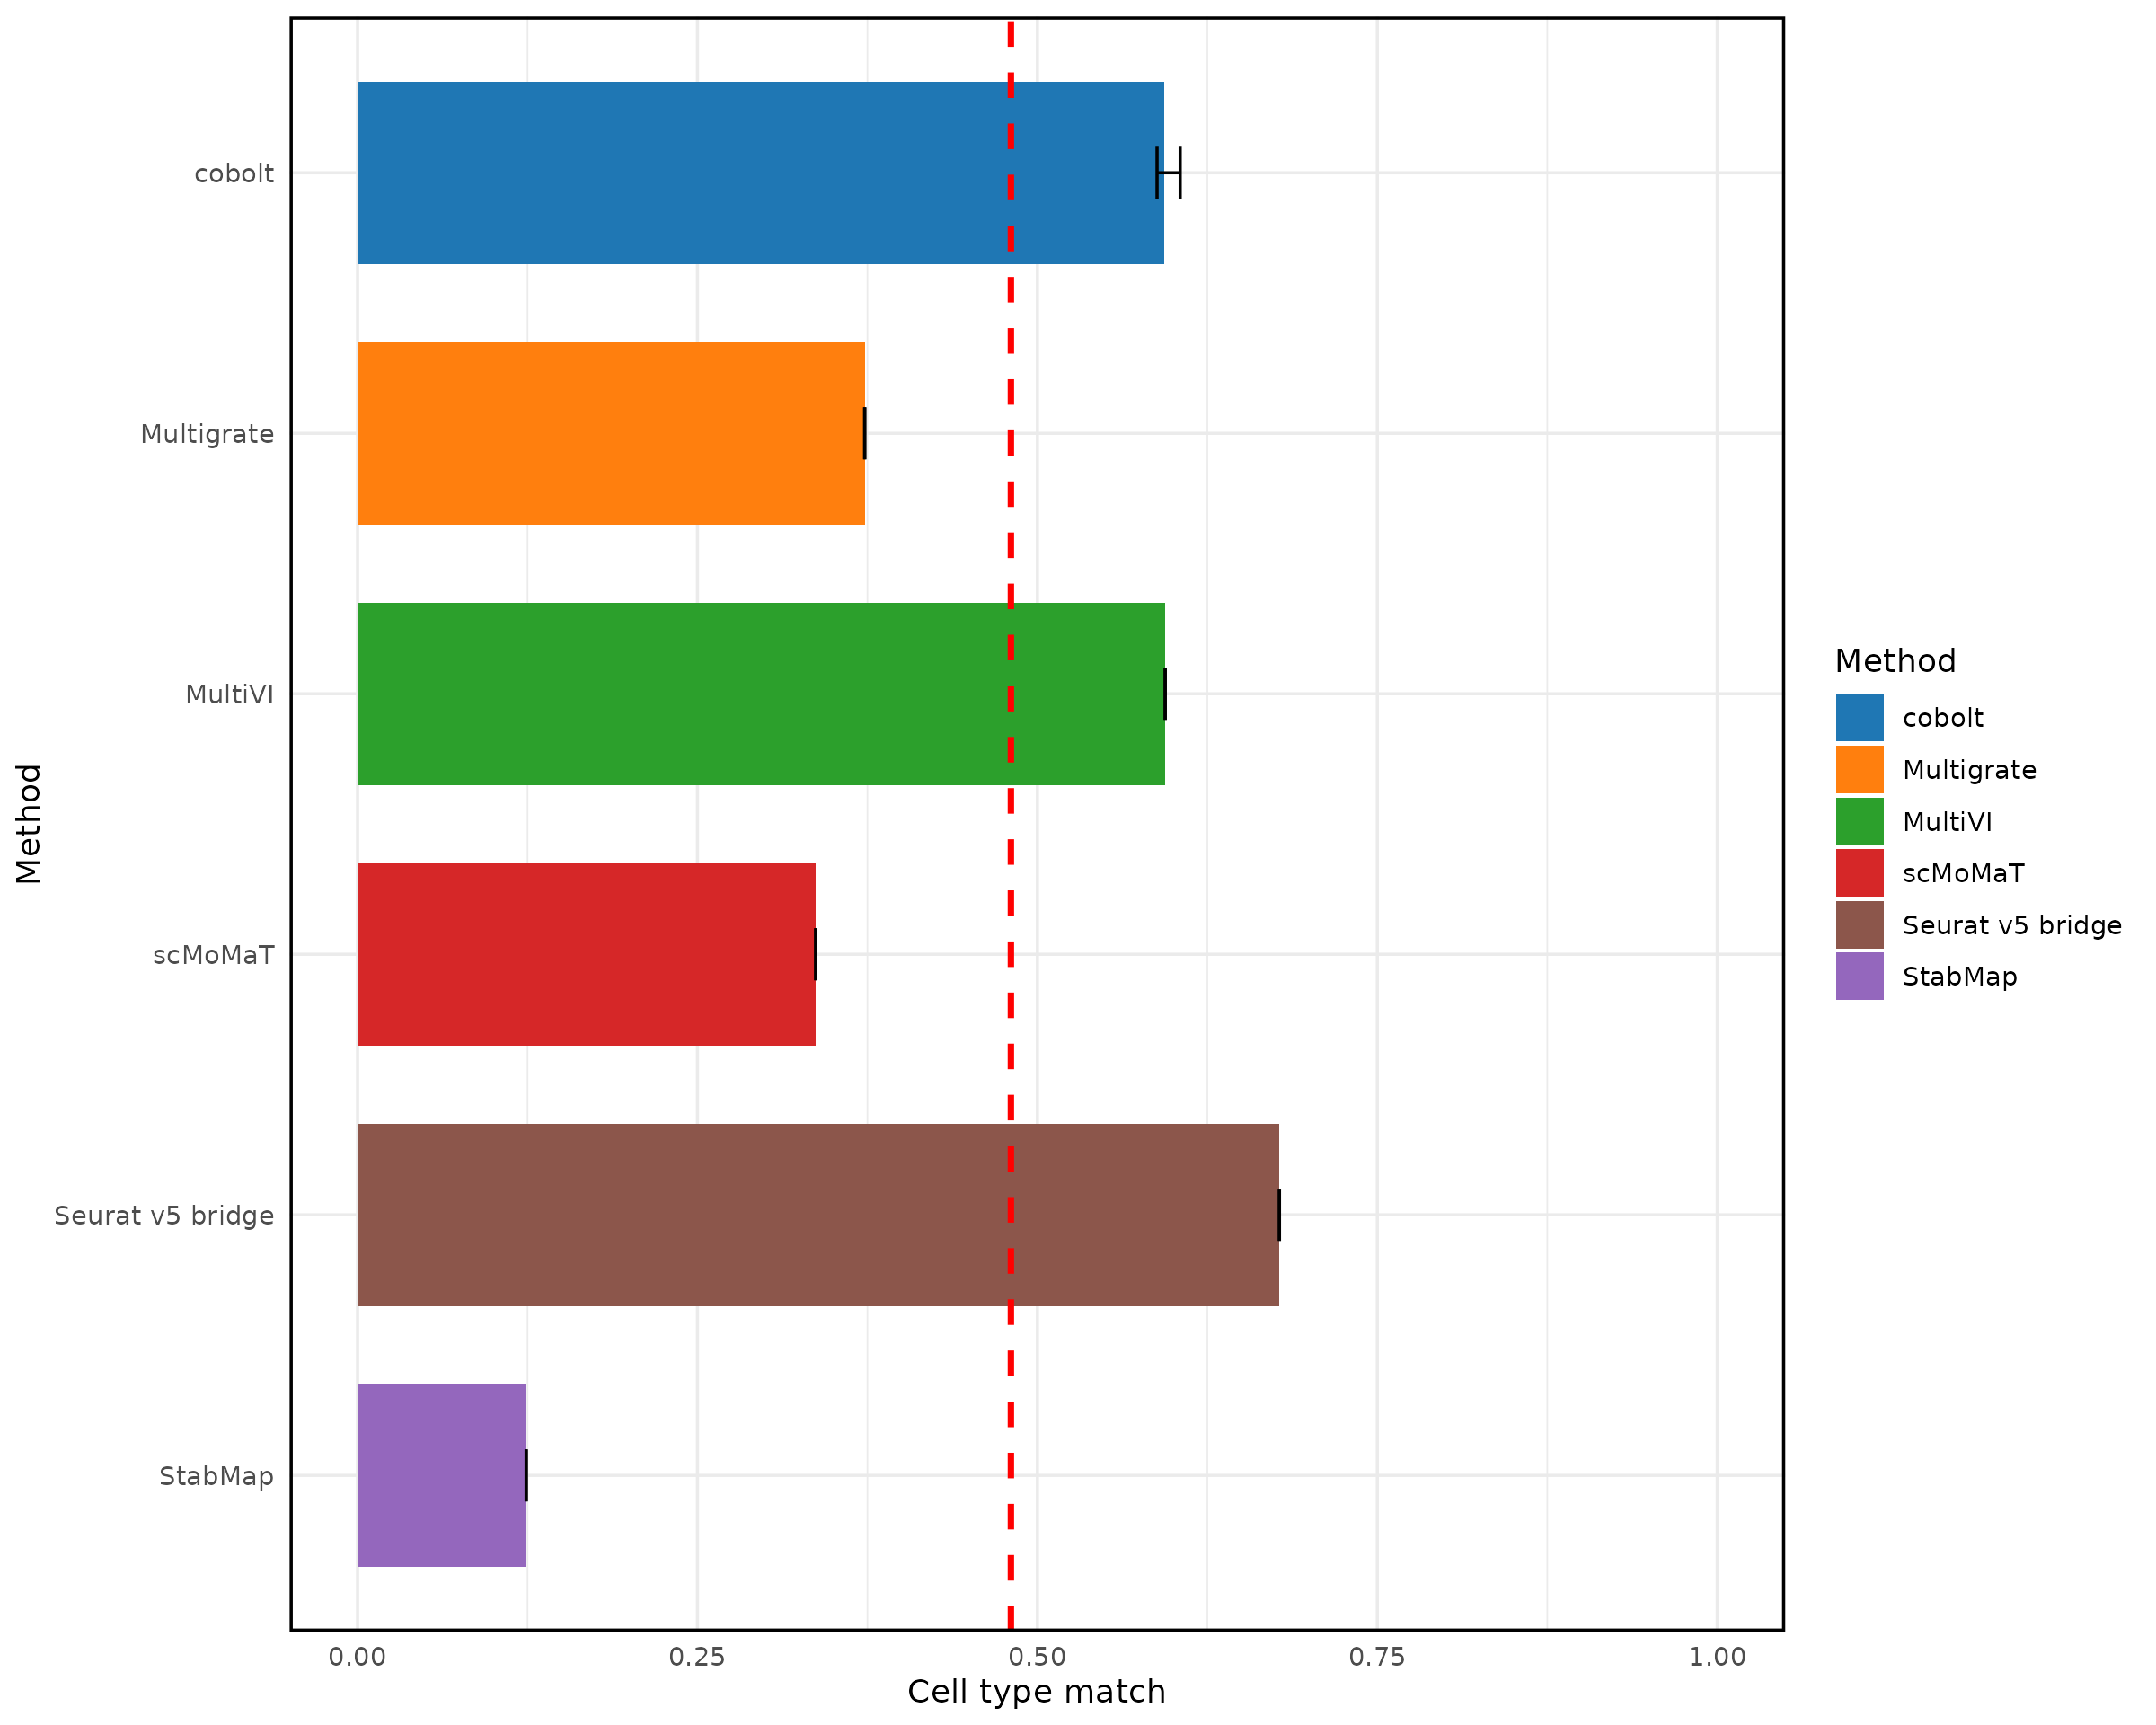 Method
cobolt
Multigrate
MultiVI
scMoMaT
Seurat v5 bridge
StabMap
0.00
0.25
0.50
0.75
1.00
Cell type match
Method
cobolt
Multigrate
MultiVI
scMoMaT
Seurat v5 bridge
StabMap